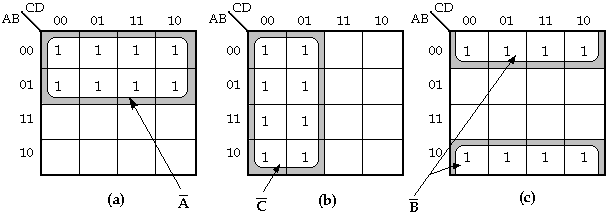 CD CD CD
AB 00 01 11 10 AB 00 01 11 10 AB 00 01 11 10
00 1 1 1 1 00 1 1 00 1 1 1 1
01 1 1 1 1 01 1 1 01
11 11 1 1 11
10 10 1 1 10 1 1 1 1
(a) A̅ C̅ (b) B̅ (c)